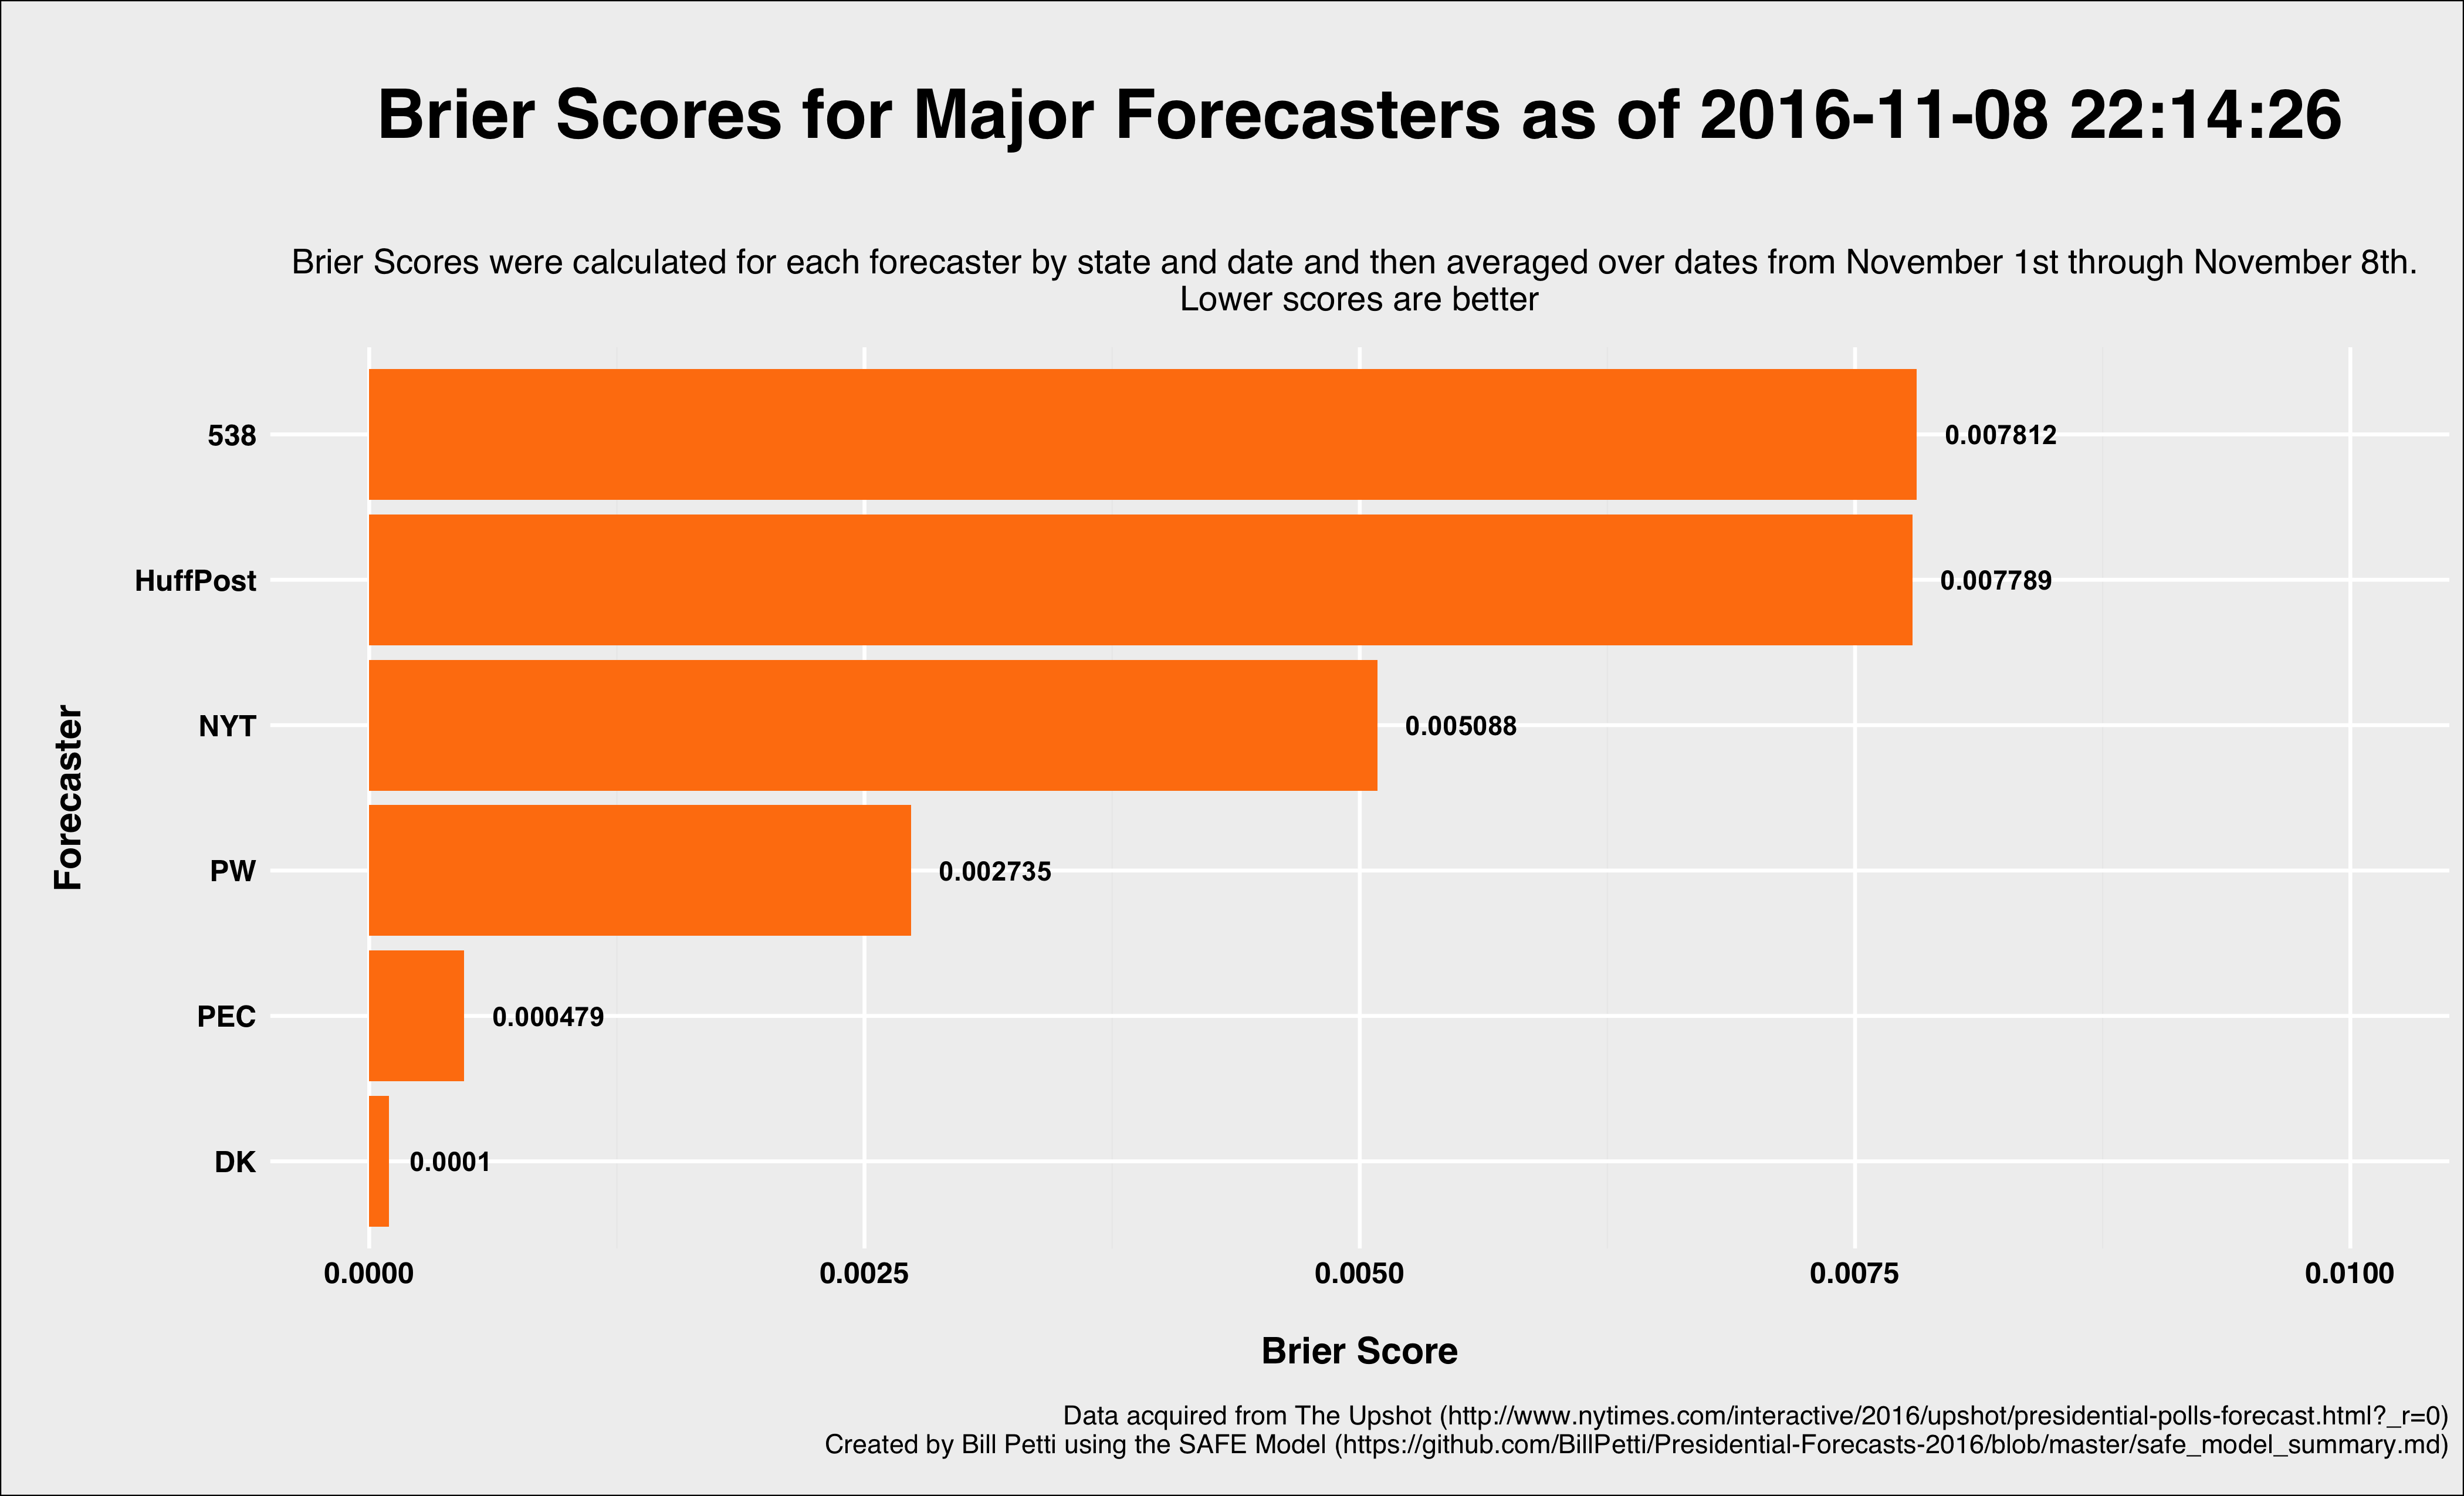 Brier Scores for Major Forecasters as of 2016-11-08 22:14:26
Brier Scores were calculated for each forecaster by state and date and then averaged over dates from November 1st through November 8th.
Lower scores are better
Forecaster
538
0.007812
HuffPost
0.007789
NYT
0.005088
PW
0.002735
PEC
0.000479
DK
0.0001
0.0000
0.0025
0.0050
0.0075
0.0100
Brier Score
Data acquired from The Upshot (http://www.nytimes.com/interactive/2016/upshot/presidential-polls-forecast.html?_r=0)
Created by Bill Petti using the SAFE Model (https://github.com/BillPetti/Presidential-Forecasts-2016/blob/master/safe_model_summary.md)